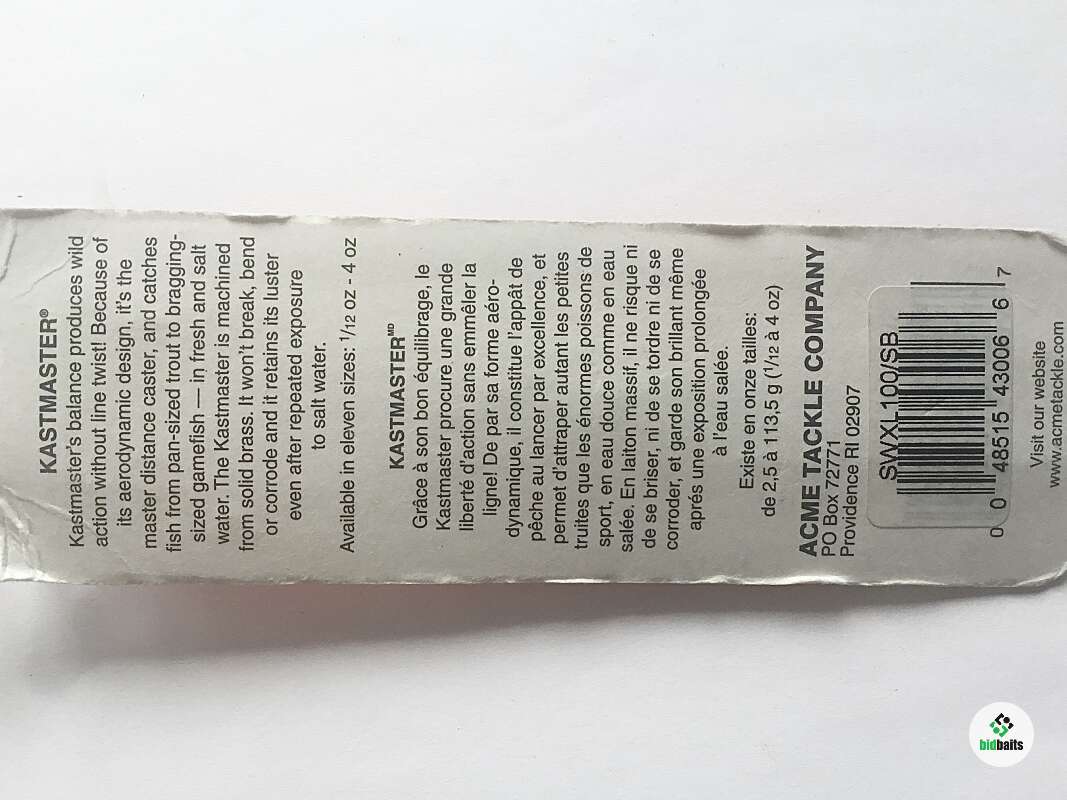 KASTMASTER®
Kastmaster's balance produces wild
action without line twist! Because of
its aerodynamic design, it's the
master distance caster, and catches
fish from pan-sized trout to bragging-
sized gamefish — in fresh and salt
water. The Kastmaster is machined
from solid brass. It won't break, bend
or corrode and it retains its luster
even after repeated exposure
to salt water.
Available in eleven sizes: 1/12 oz - 4 oz
KASTMASTER MD
Grâce à son bon équilibrage, le
Kastmaster procure une grande
liberté d'action sans emmêler la
ligne! De par sa forme aéro-
dynamique, il constitue l'appât de
pêche au lancer par excellence, et
permet d'attraper autant les petites
truites que les énormes poissons de
sport, en eau douce comme en eau
salée. En laiton massif, il ne risque ni
de se briser, ni de se tordre ni de se
corroder, et garde son brillant même
aprés une exposition prolongée
à l'eau salée.
Existe en onze tailles:
de 2,5 à 113,5 g (1/12 à 4 oz)
ACME TACKLE COMPANY
PO Box 72771
Providence RI 02907
SWXL100/SB
0 48515 43006 6 7
Visit our website
www.acmetackle.com
bidbaits